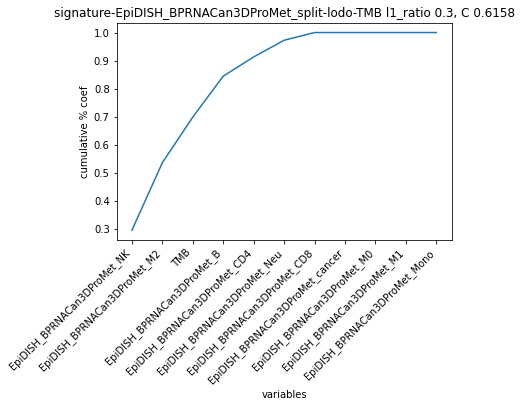 signature-EpiDISH_BPRNACan3DProMet_split-lodo-TMB l1_ratio 0.3, C 0.6158
cumulative % coef
1.0
0.9
0.8
0.7
0.6
0.5
0.4
0.3
EpiDISH_BPRNACan3DProMet_NK
EpiDISH_BPRNACan3DProMet_M2
TMB
EpiDISH_BPRNACan3DProMet_B
EpiDISH_BPRNACan3DProMet_CD4
EpiDISH_BPRNACan3DProMet_Neu
EpiDISH_BPRNACan3DProMet_CD8
EpiDISH_BPRNACan3DProMet_cancer
EpiDISH_BPRNACan3DProMet_M0
EpiDISH_BPRNACan3DProMet_M1
EpiDISH_BPRNACan3DProMet_Mono
variables